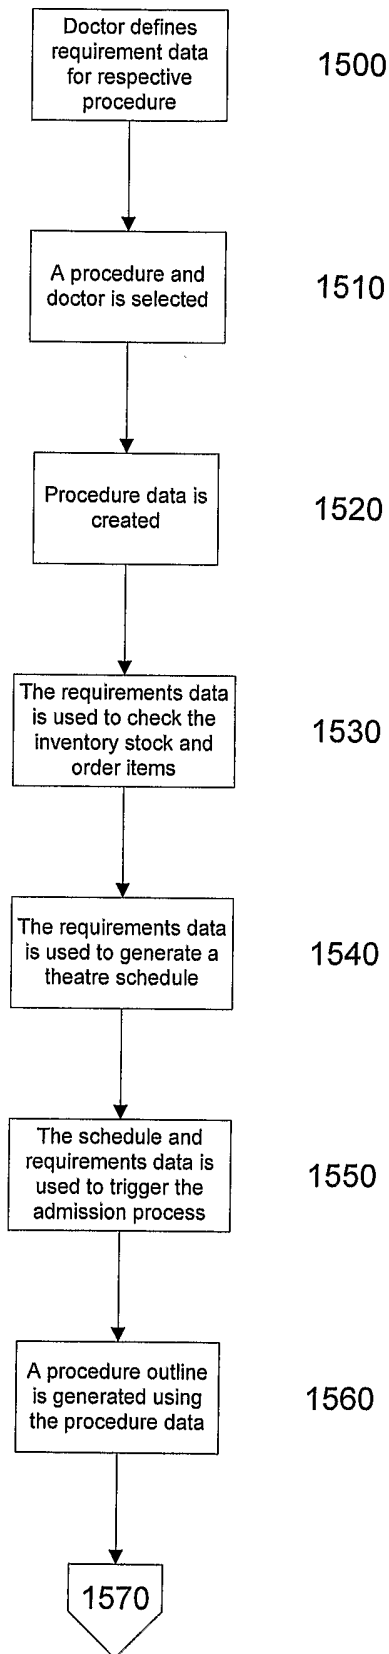 Doctor defines
requirement data
for respective
procedure
1500
A procedure and
doctor is selected
1510
Procedure data is
created
1520
The requirements data
is used to check the
inventory stock and
order items
1530
The requirements data
is used to generate a
theatre schedule
1540
The schedule and
requirements data is
used to trigger the
admission process
1550
A procedure outline
is generated using
the procedure data
1560
1570